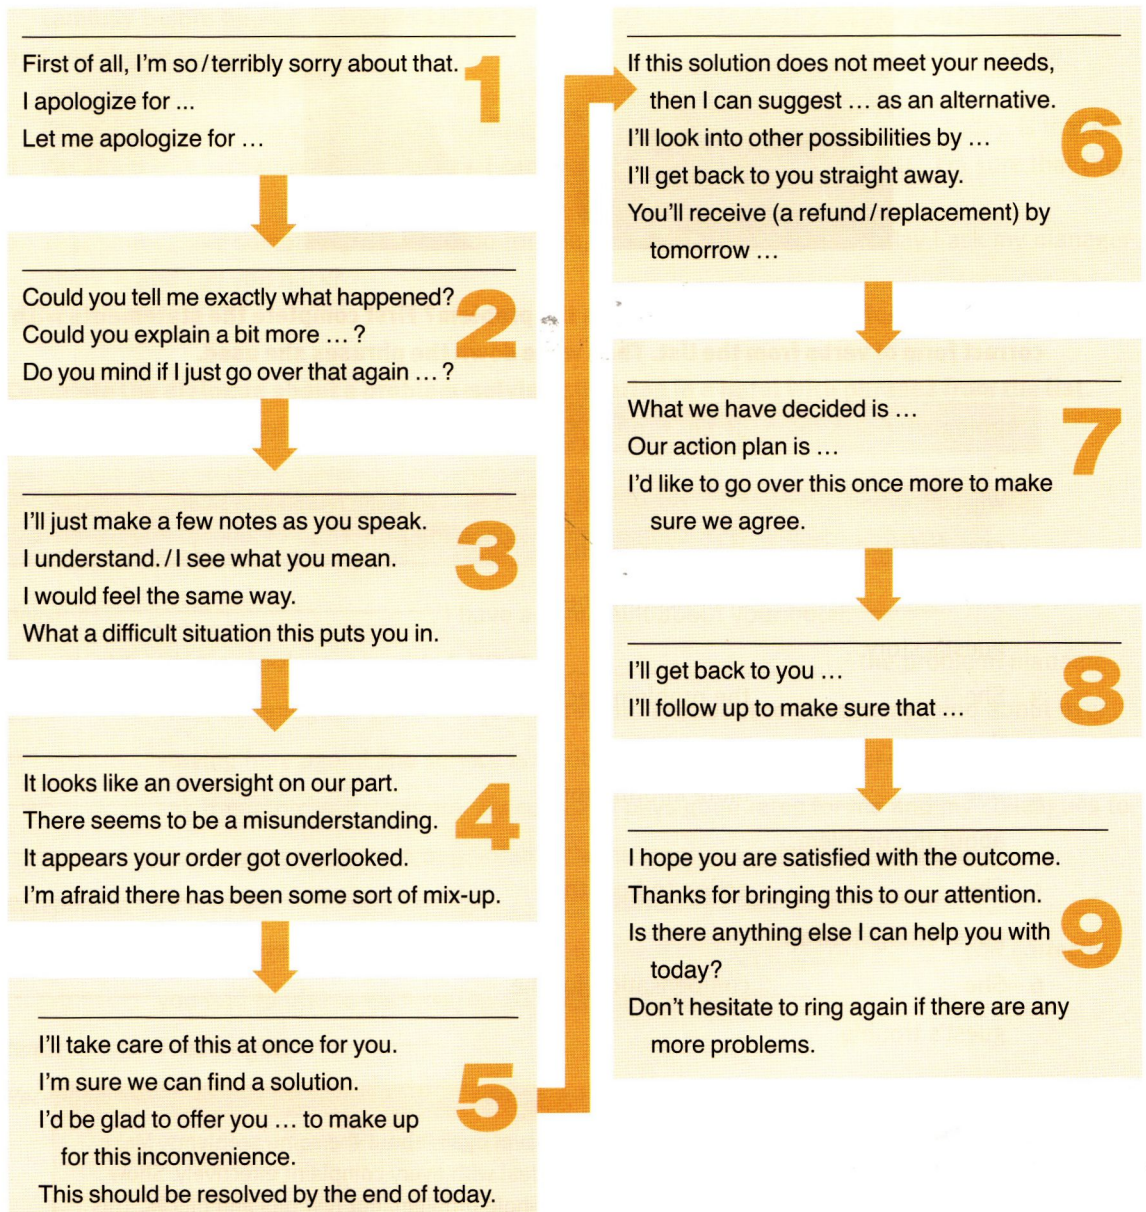 First of all, I'm so/terribly sorry about that.
I apologize for ...
Let me apologize for ...
1
Could you tell me exactly what happened?
Could you explain a bit more ... ?
Do you mind if I just go over that again ... ?
2
I'll just make a few notes as you speak.
I understand. / I see what you mean.
I would feel the same way.
What a difficult situation this puts you in.
3
It looks like an oversight on our part.
There seems to be a misunderstanding.
It appears your order got overlooked.
I'm afraid there has been some sort of mix-up.
4
I'll take care of this at once for you.
I'm sure we can find a solution.
I'd be glad to offer you ... to make up
for this inconvenience.
This should be resolved by the end of today.
5
If this solution does not meet your needs,
then I can suggest ... as an alternative.
I'll look into other possibilities by ...
I'll get back to you straight away.
You'll receive (a refund/replacement) by
tomorrow ...
6
What we have decided is ...
Our action plan is ...
I'd like to go over this once more to make
sure we agree.
7
I'll get back to you ...
I'll follow up to make sure that ...
8
I hope you are satisfied with the outcome.
Thanks for bringing this to our attention.
Is there anything else I can help you with
today?
Don't hesitate to ring again if there are any
more problems.
9